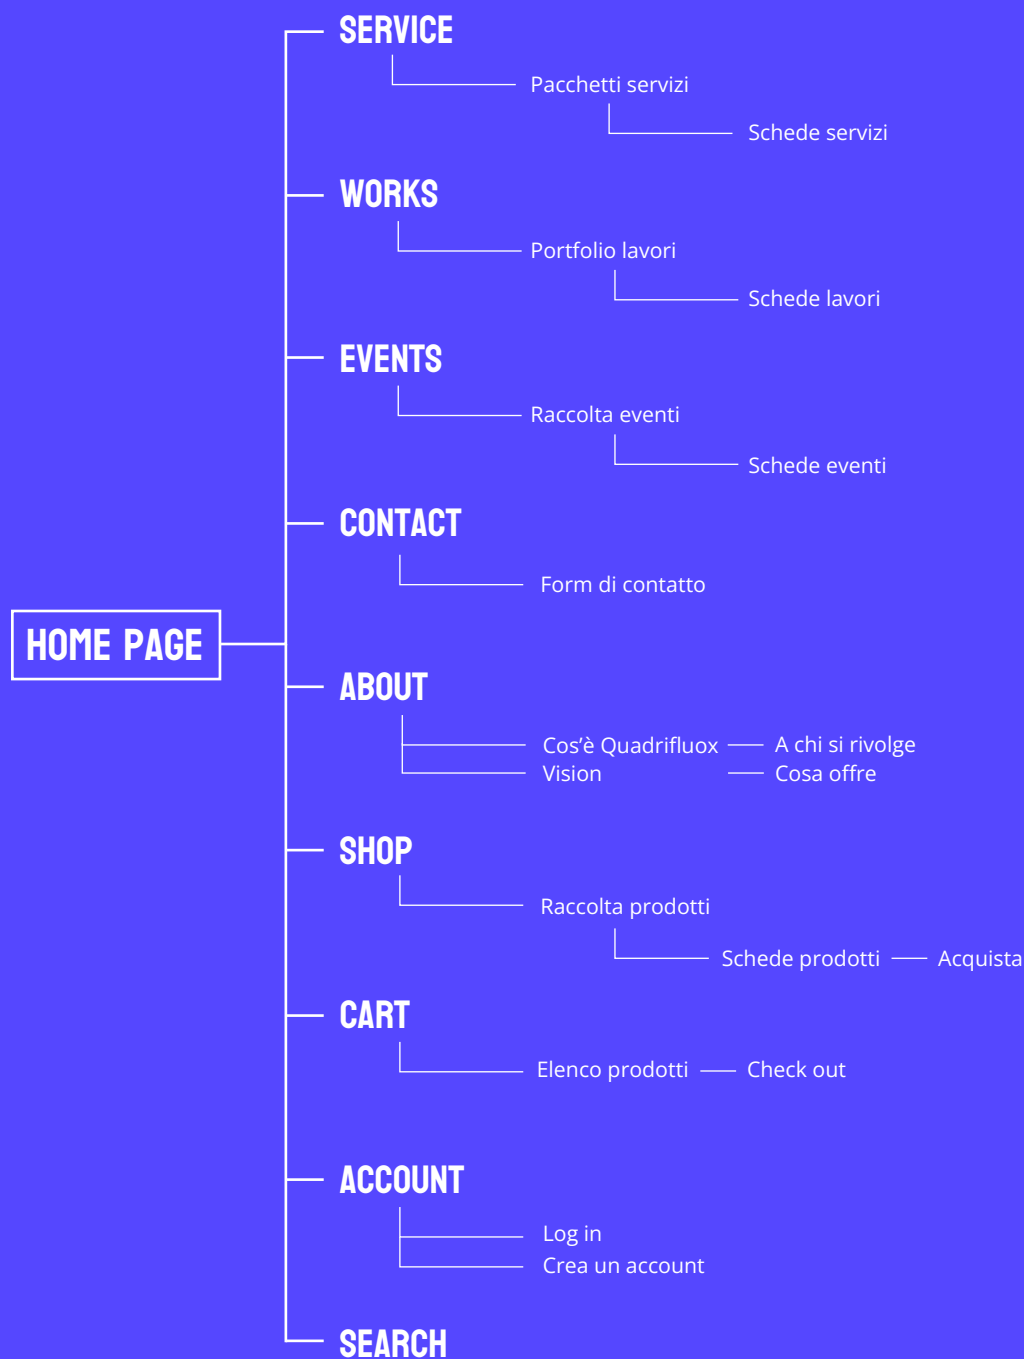 SERVICE
Pacchetti servizi
Schede servizi
WORKS
Portfolio lavori
Schede lavori
EVENTS
Raccolta eventi
Schede eventi
CONTACT
Form di contatto
HOME PAGE
ABOUT
Cos’è Quadrifluox A chi si rivolge
Vision Cosa offre
SHOP
Raccolta prodotti
Schede prodotti Acquista
CART
Elenco prodotti Check out
ACCOUNT
Log in
Crea un account
SEARCH